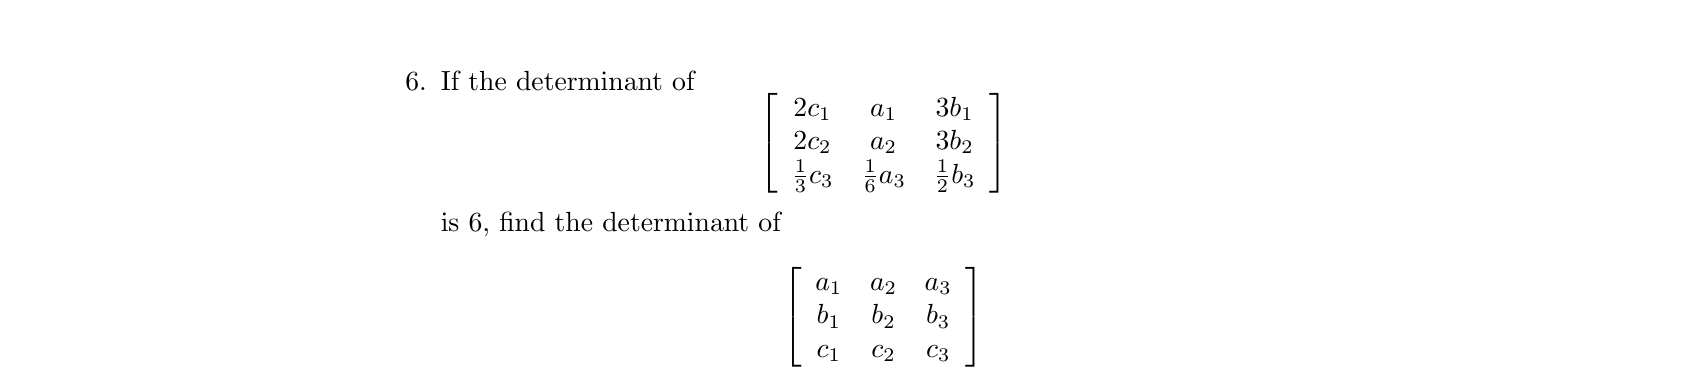 6. If the determinant of
2c₁ a₁ 3b₁
2c₂ a₂ 3b₂
⅓c₃ ⅙a₃ ½b₃
is 6, find the determinant of
a₁ a₂ a₃
b₁ b₂ b₃
c₁ c₂ c₃